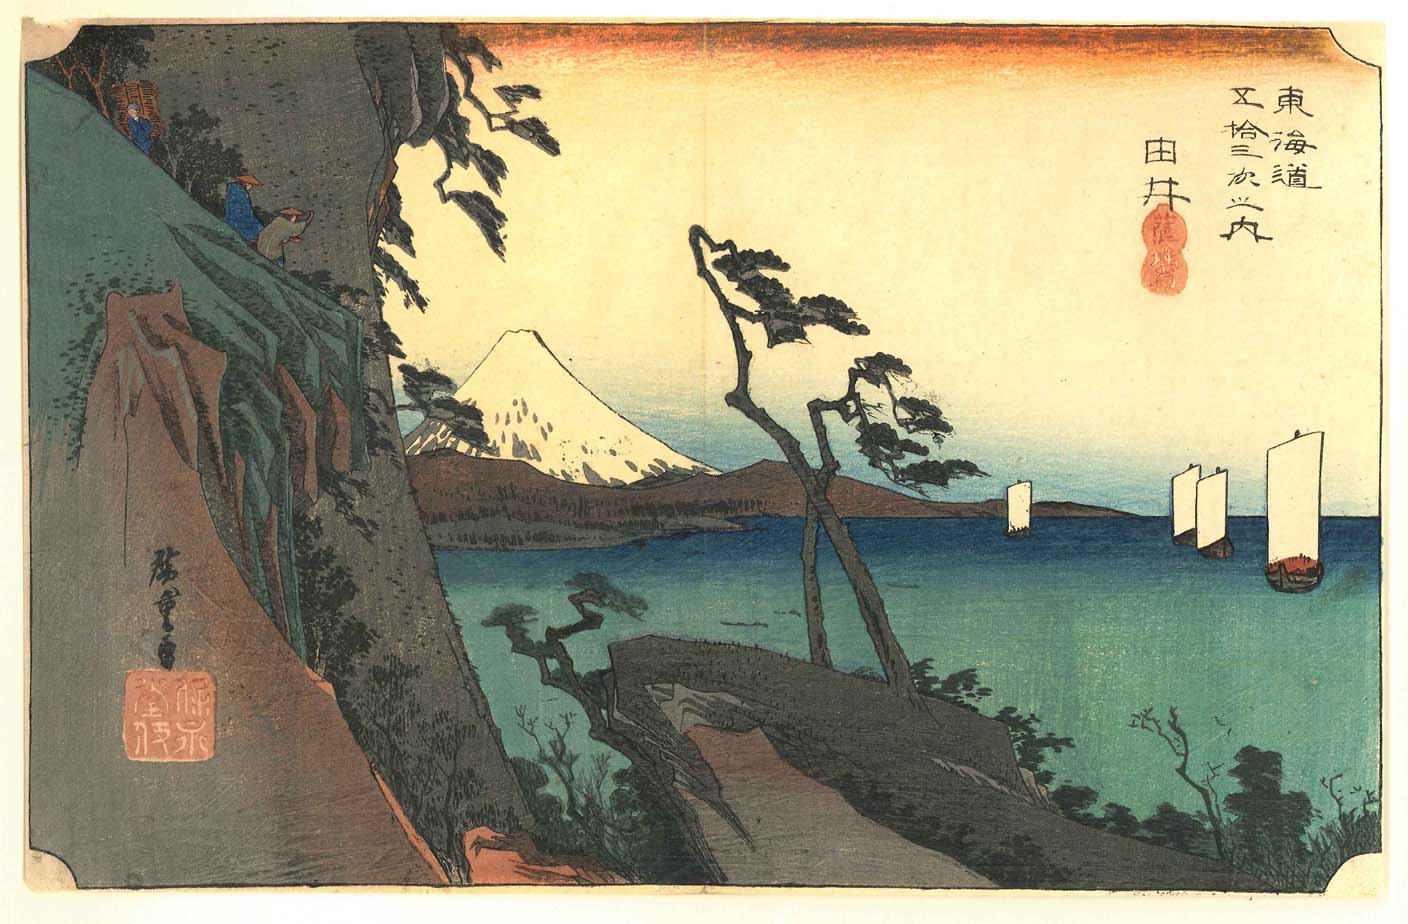 東海道
五拾三次之内
由井
薩埵嶺
廣重画
保永堂版